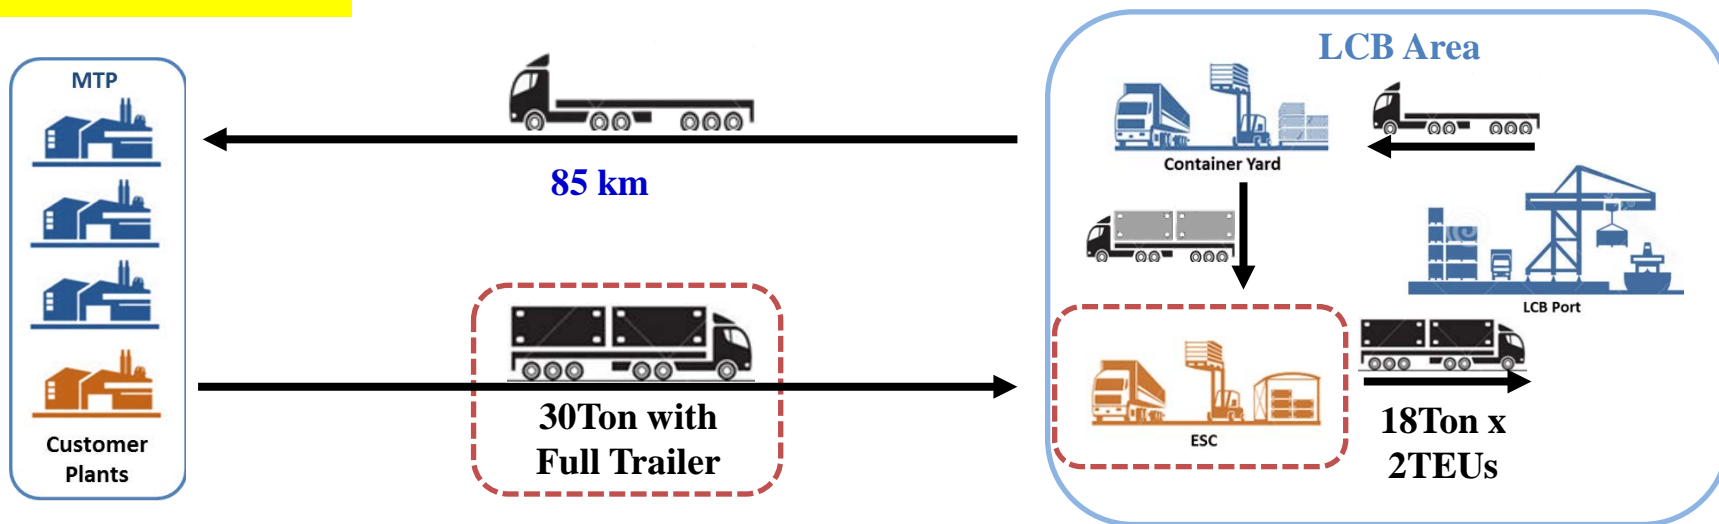 LCB Area
MTP
Container Yard
85 km
LCB Port
30Ton with
Full Trailer
ESC
18Ton x
2TEUs
Customer
Plants